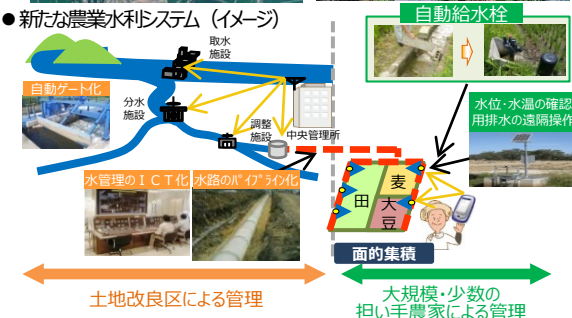 ●新たな農業水利システム（イメージ）
自動給水栓
取水
施設
自動ゲート化
分水
施設
調整
施設
中央管理所
水位・水温の確認
用排水の遠隔操作
水管理のＩＣＴ化
水路のパイプライン化
田
麦
大
豆
面的集積
土地改良区による管理
大規模・少数の
担い手農家による管理